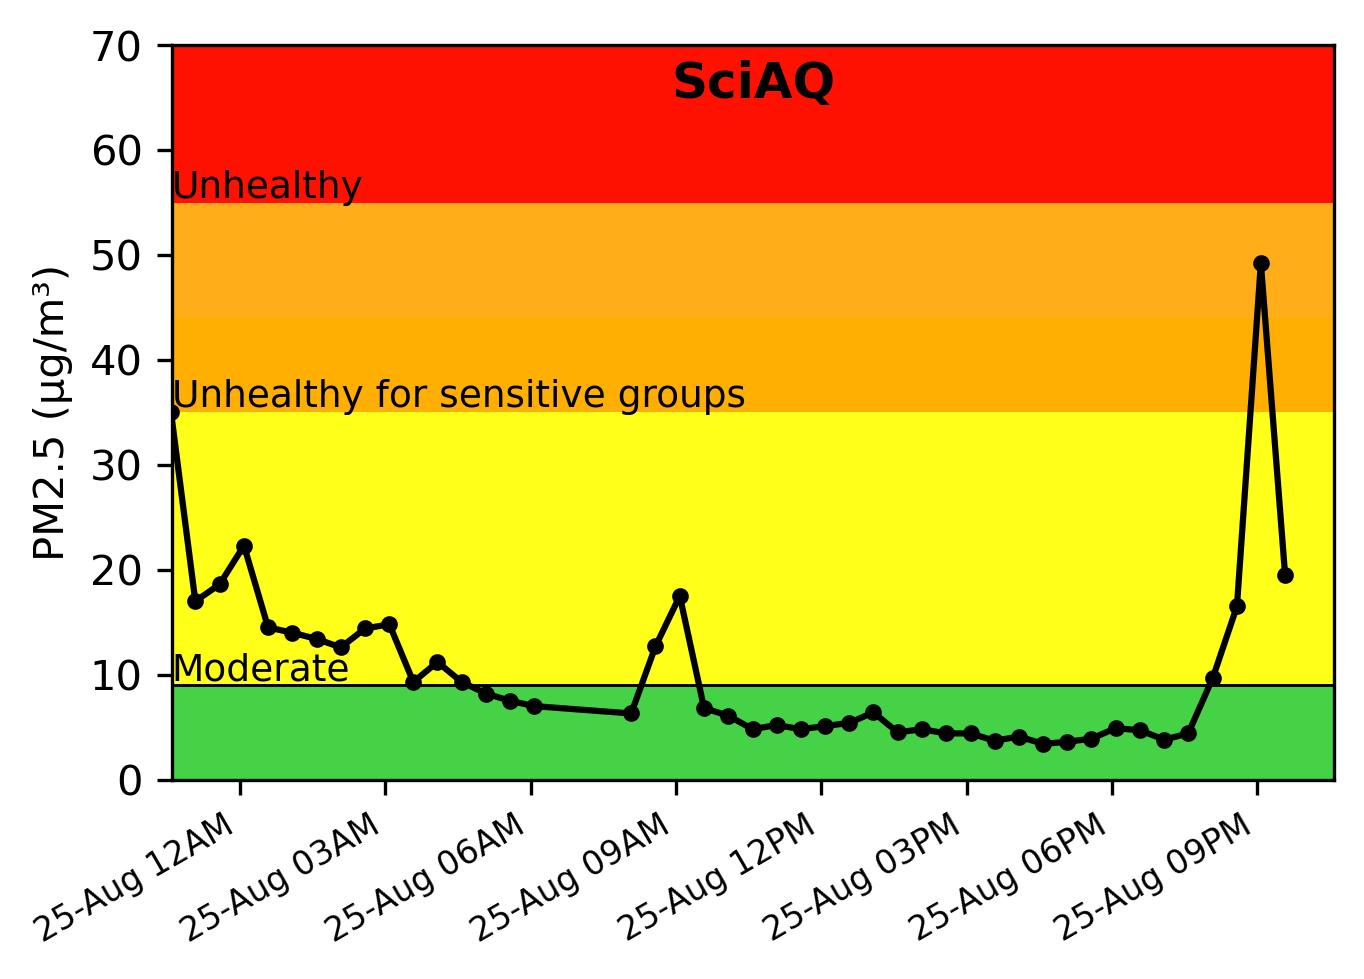 SciAQ
70
60
Unhealthy
50
40
Unhealthy for sensitive groups
30
20
Moderate
10
0
PM2.5 (µg/m³)
25-Aug 12AM
25-Aug 03AM
25-Aug 06AM
25-Aug 09AM
25-Aug 12PM
25-Aug 03PM
25-Aug 06PM
25-Aug 09PM